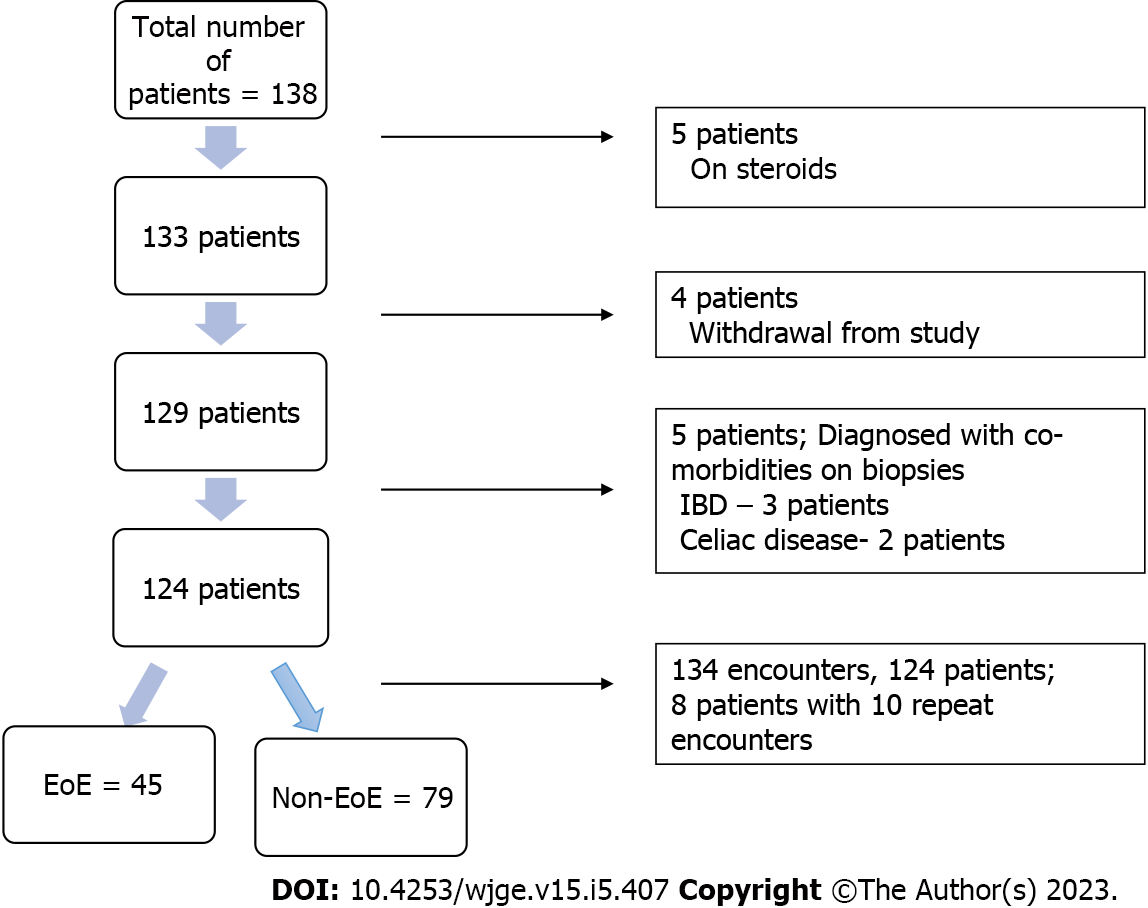 Total number
of
patients = 138
5 patients
On steroids
133 patients
4 patients
Withdrawal from study
129 patients
5 patients; Diagnosed with co-
morbidities on biopsies
IBD – 3 patients
Celiac disease- 2 patients
124 patients
134 encounters, 124 patients;
8 patients with 10 repeat
encounters
EoE = 45
Non-EoE = 79
DOI: 10.4253/wjge.v15.i5.407 Copyright ©The Author(s) 2023.